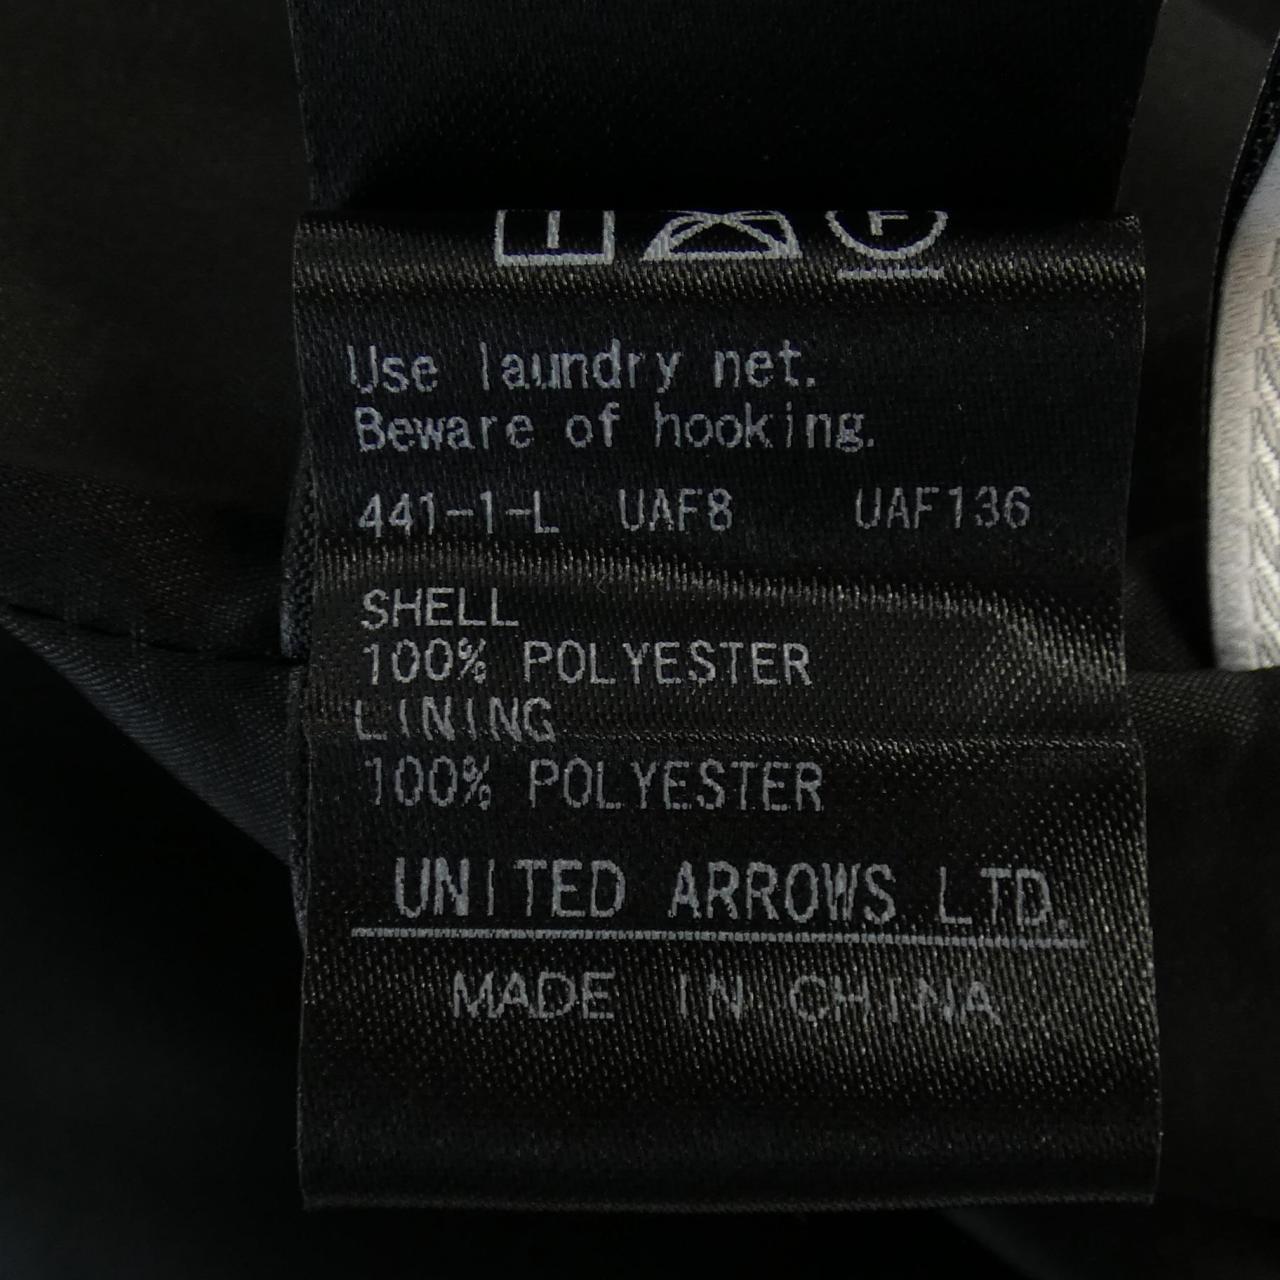 Use laundry net.
Beware of hooking.
441-1-L UAF8 UAF136
SHELL
100% POLYESTER
LINING
100% POLYESTER
UNITED ARROWS LTD.
MADE IN CHINA